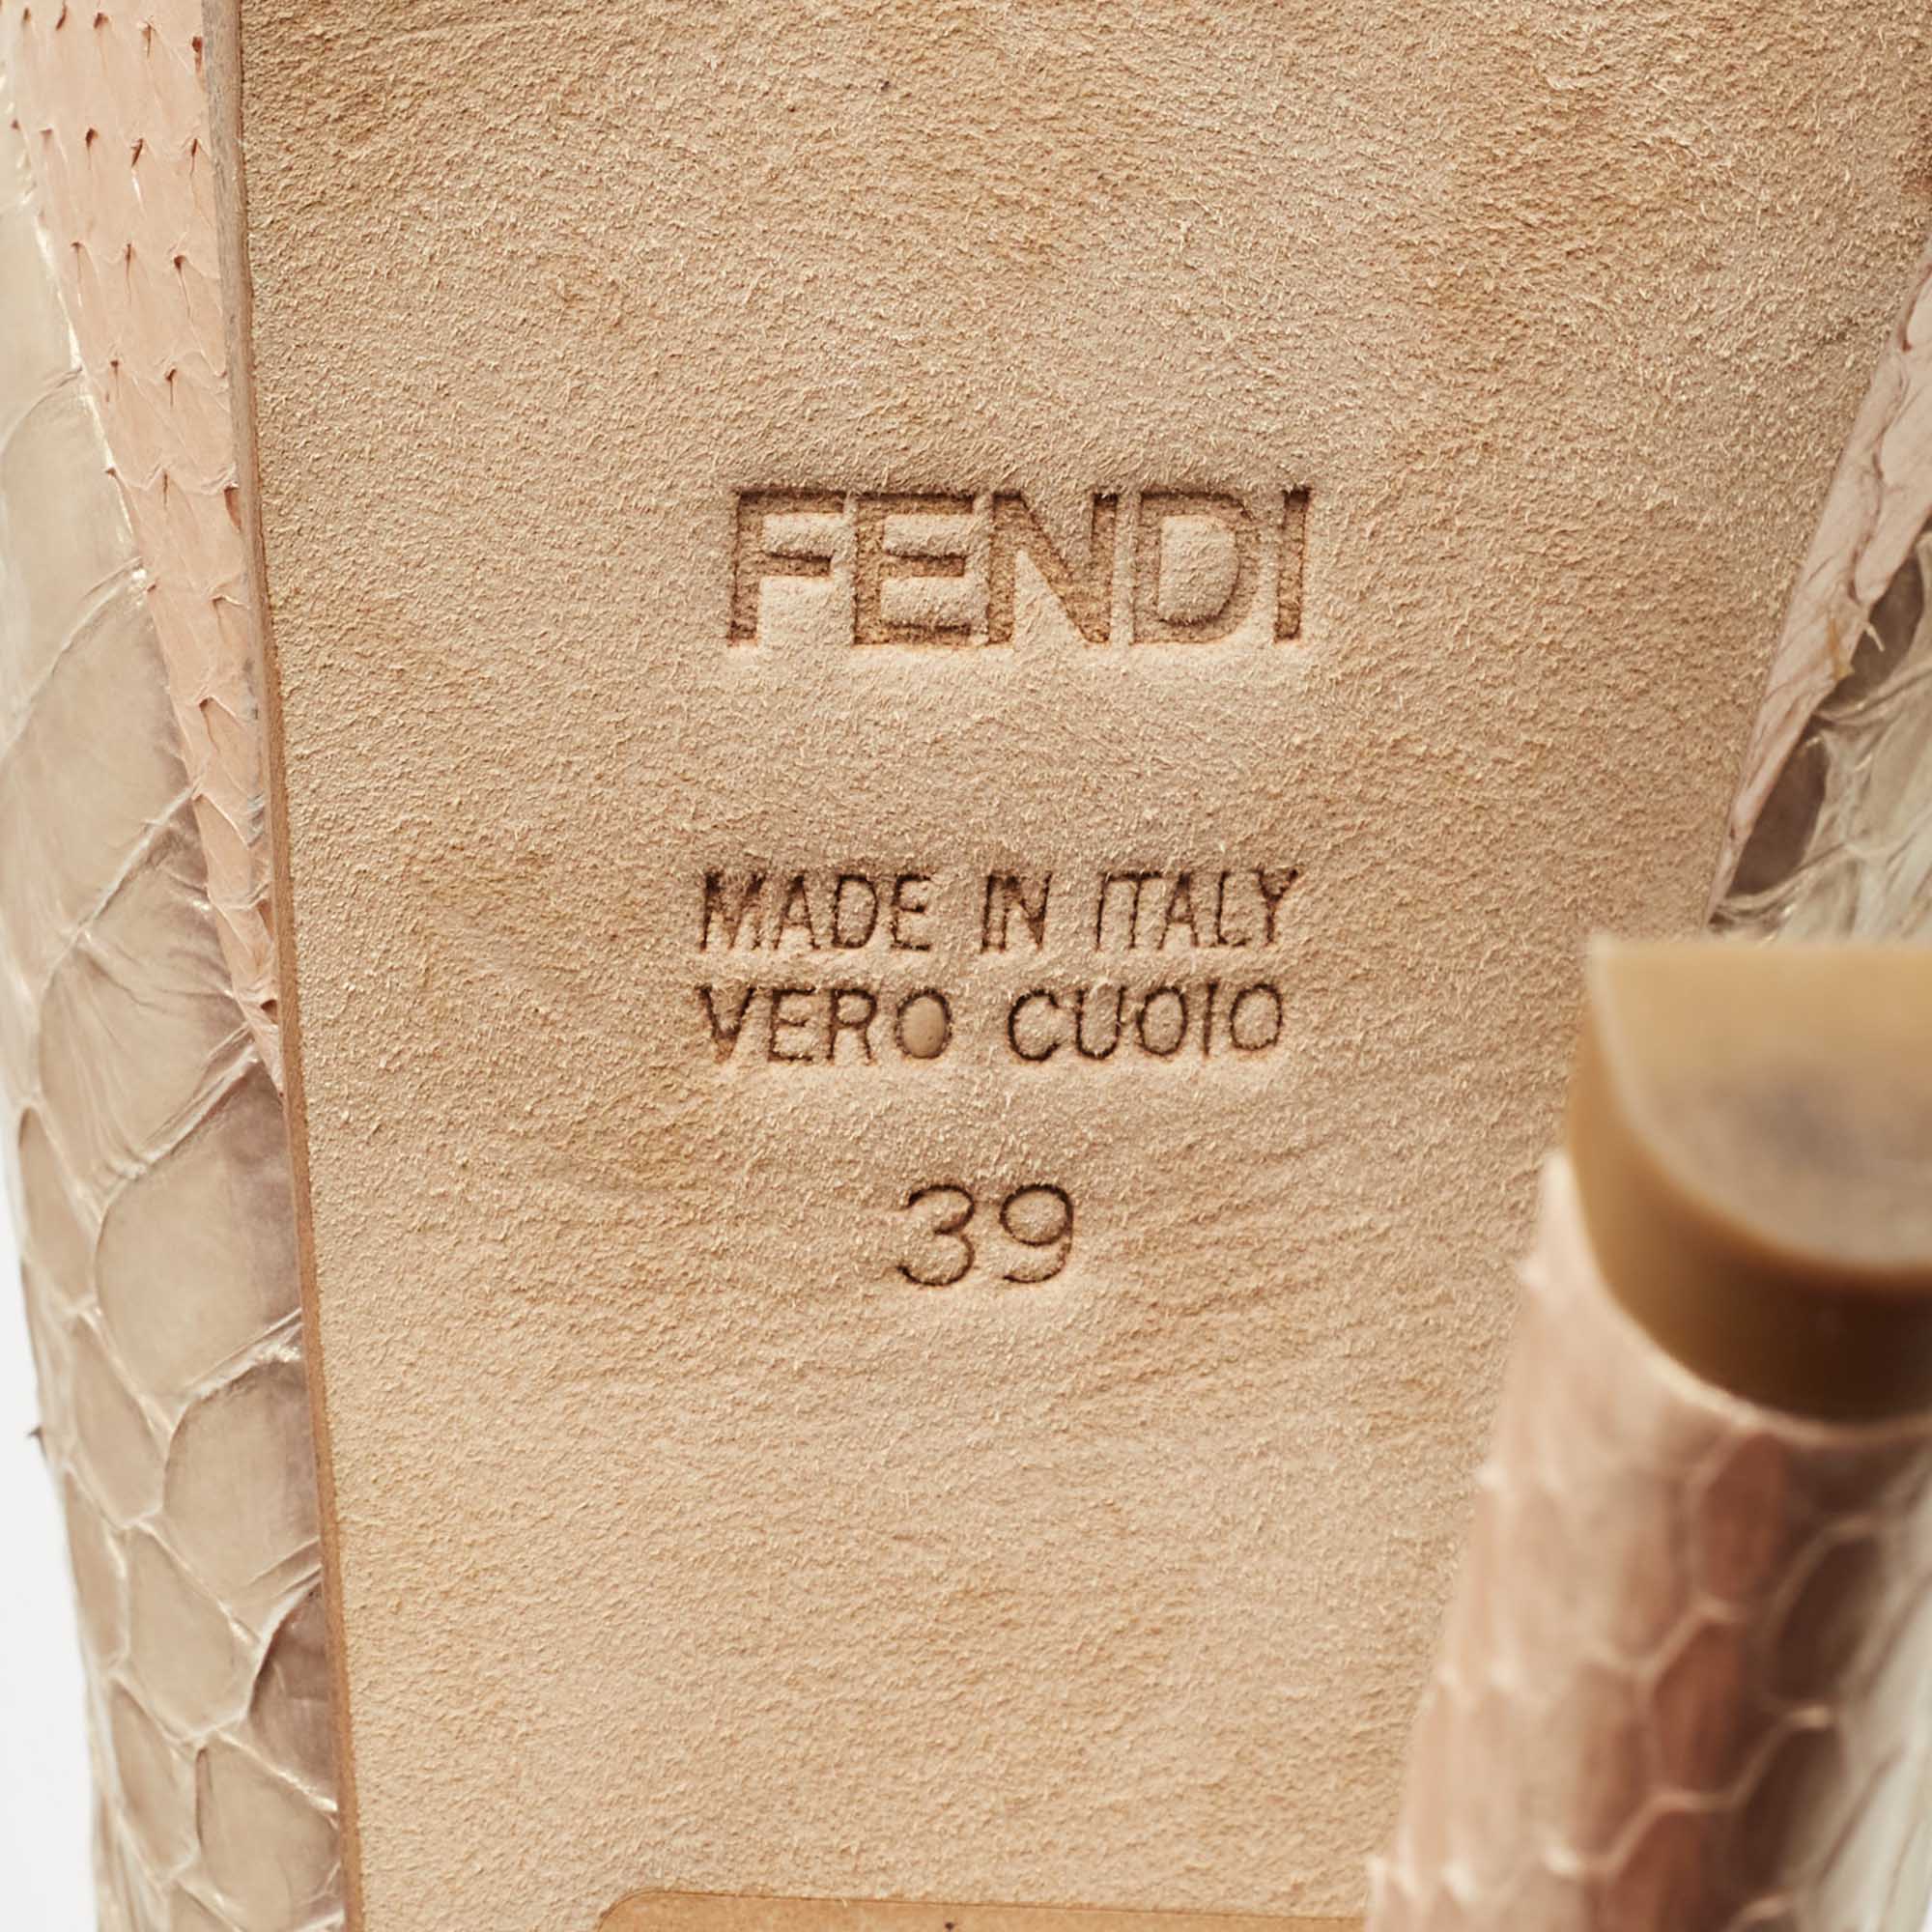 FENDI
MADE IN ITALY
VERO CUOIO
39